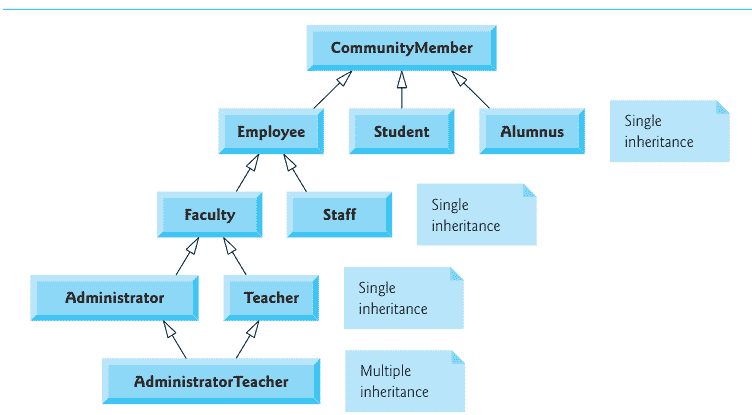 CommunityMember
Employee
Student
Alumnus
Single
inheritance
Faculty
Staff
Single
inheritance
Administrator
Teacher
Single
inheritance
AdministratorTeacher
Multiple
inheritance